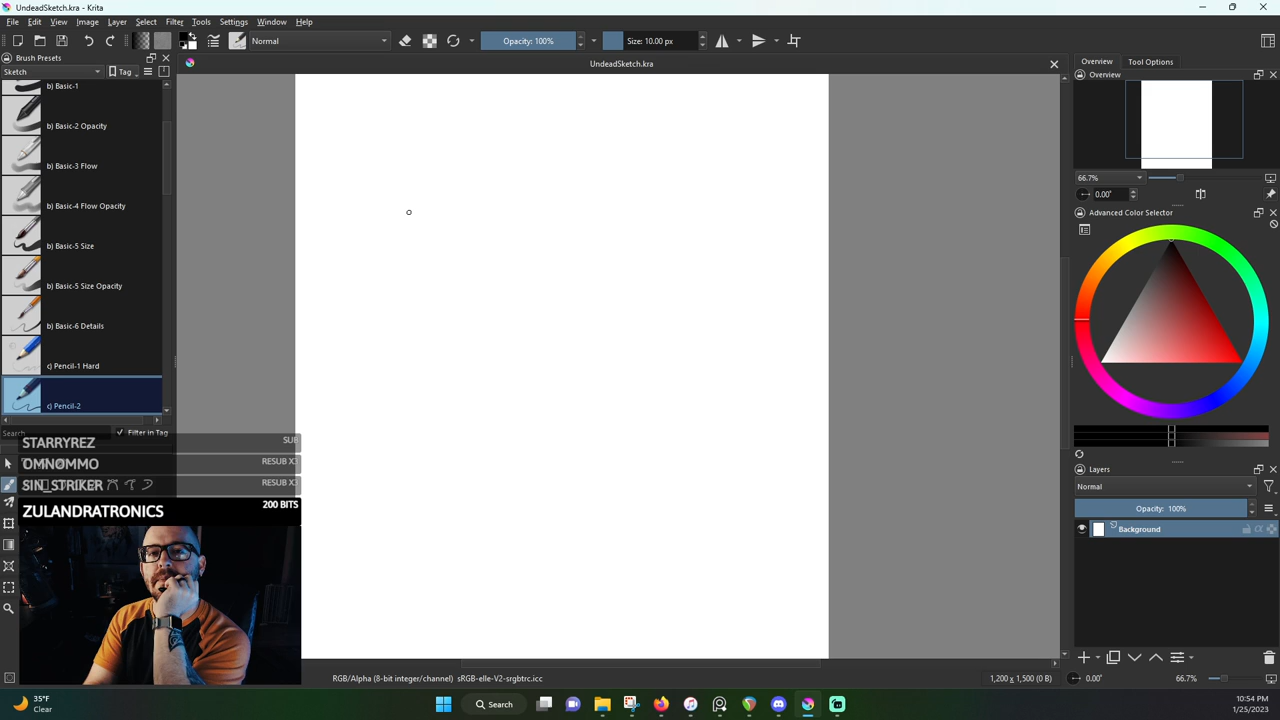 UndeadSketch.kra - Krita
File Edit View Image Layer Select Filter Tools Settings Window Help
Normal
Opacity: 100%
Size: 10.00 px
Brush Presets
Sketch
Tag
b) Basic-1
b) Basic-2 Opacity
b) Basic-3 Flow
b) Basic-4 Flow Opacity
b) Basic-5 Size
b) Basic-5 Size Opacity
b) Basic-6 Details
c) Pencil-1 Hard
c) Pencil-2
Search
Filter in Tag
STARRYREZ SUB
OMNØMMO RESUB X3
SIN_STRIKER RESUB X3
ZULANDRATRONICS 200 BITS
UndeadSketch.kra
RGB/Alpha (8-bit integer/channel) sRGB-elle-V2-srgbtrc.icc
1,200 x 1,500 (0 B)
0.00°
66.7%
Overview Tool Options
Overview
66.7%
0.00°
Advanced Color Selector
Layers
Normal
Opacity: 100%
Background
35°F
Clear
Search
10:54 PM
1/25/2023